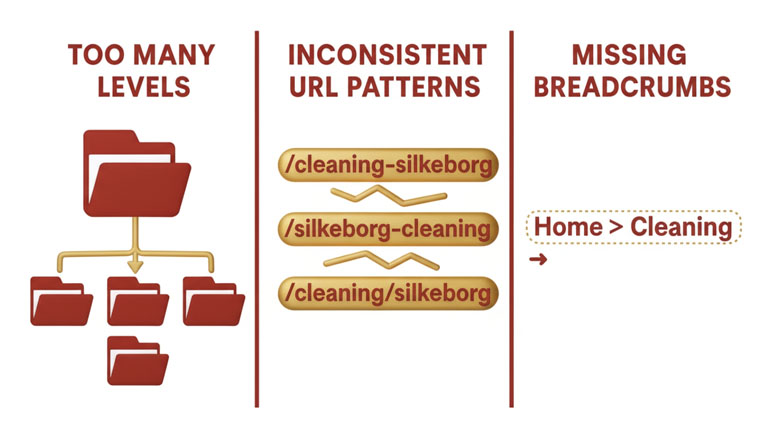 TOO MANY
LEVELS
INCONSISTENT
URL PATTERNS
/cleaning-silkeborg
/silkeborg-cleaning
/cleaning/silkeborg
MISSING
BREADCRUMBS
Home > Cleaning